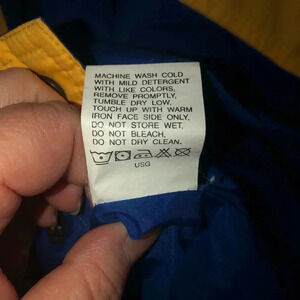 MACHINE WASH COLD
WITH MILD DETERGENT
WITH LIKE COLORS,
REMOVE PROMPTLY,
TUMBLE DRY LOW,
TOUCH UP WITH WARM
IRON FACE SIDE ONLY,
DO NOT STORE WET,
DO NOT BLEACH,
DO NOT DRY CLEAN.
USG